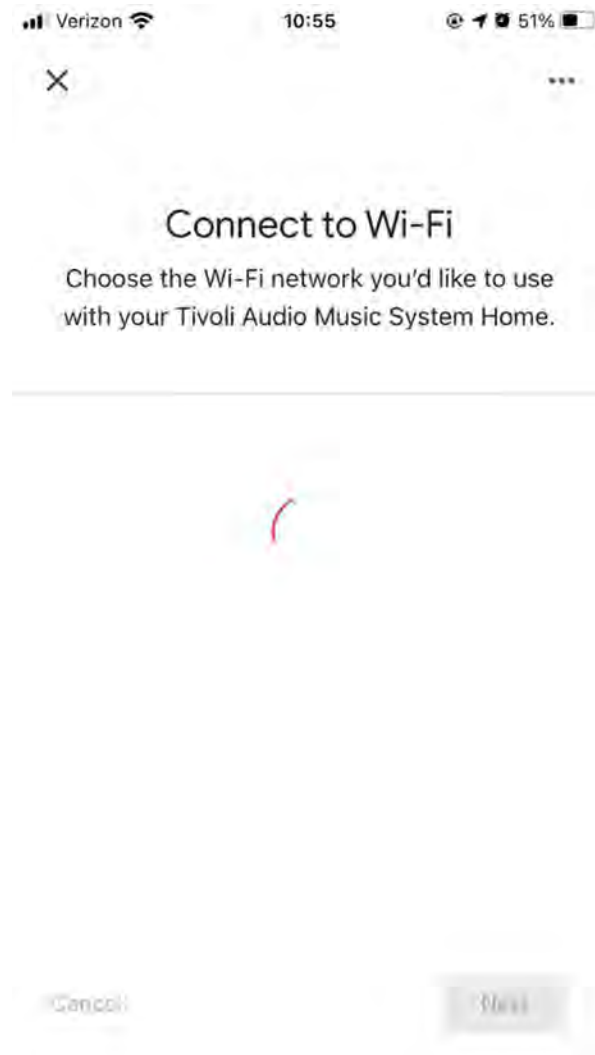 Verizon 10:55 51%
Connect to Wi-Fi
Choose the Wi-Fi network you'd like to use
with your Tivoli Audio Music System Home.
Cancel Next